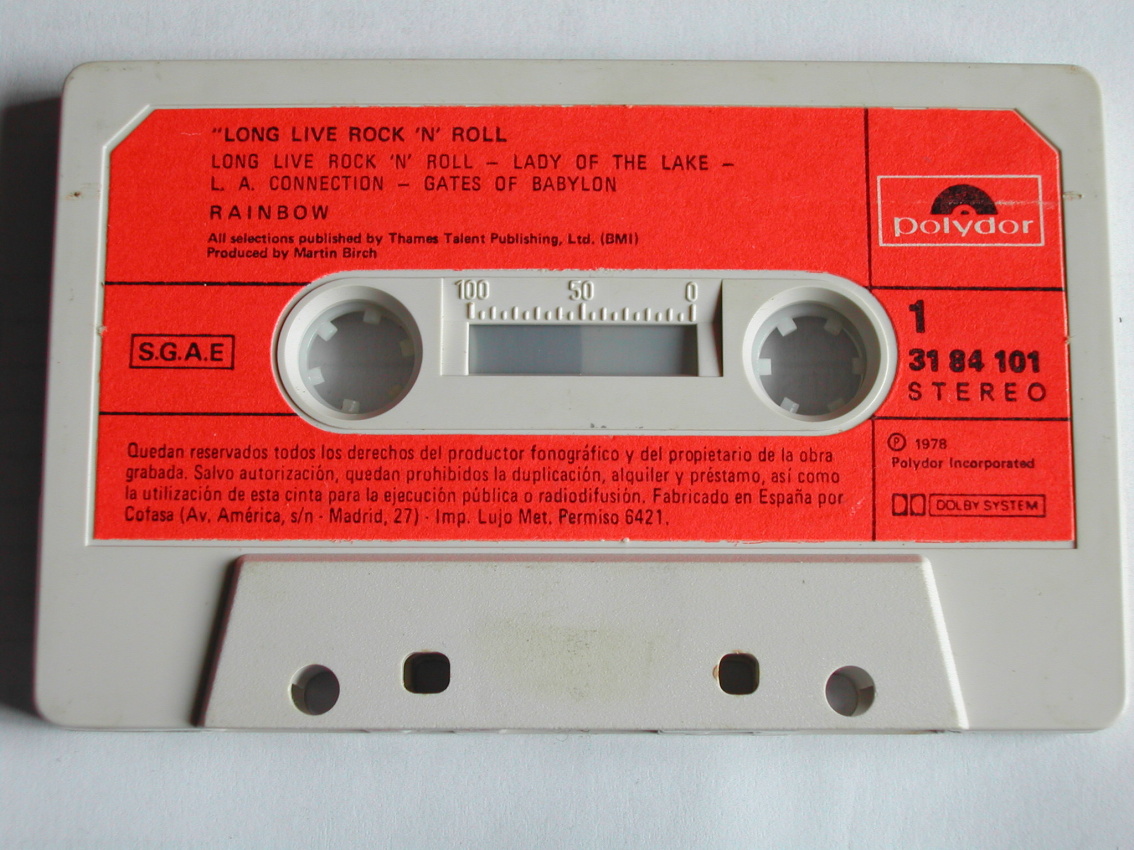 "LONG LIVE ROCK 'N' ROLL
LONG LIVE ROCK 'N' ROLL – LADY OF THE LAKE –
L. A. CONNECTION – GATES OF BABYLON
RAINBOW
All selections published by Thames Talent Publishing, Ltd. (BMI)
Produced by Martin Birch
polydor
100 50 0
S.G.A.E
1
31 84 101
STEREO
Quedan reservados todos los derechos del productor fonográfico y del propietario de la obra
grabada. Salvo autorización, quedan prohibidos la duplicación, alquiler y préstamo, así como
la utilización de esta cinta para la ejecución pública o radiodifusión. Fabricado en España por
Cofasa (Av. América, s/n - Madrid, 27) - Imp. Lujo Met. Permiso 6421.
℗ 1978
Polydor Incorporated
DOLBY SYSTEM